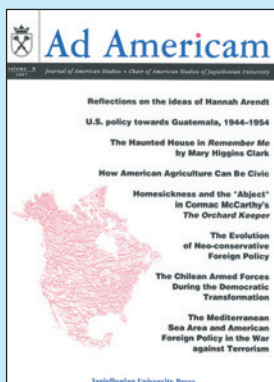 Ad Americam
Journal of American Studies • Chair of American Studies of Jagiellonian University
Reflections on the ideas of Hannah Arendt
U.S. policy towards Guatemala, 1944–1954
The Haunted House in Remember Me
by Mary Higgins Clark
How American Agriculture Can Be Civic
Homesickness and the "Abject"
in Cormac McCarthy's
The Orchard Keeper
The Evolution
of Neo-conservative
Foreign Policy
The Chilean Armed Forces
During the Democratic
Transformation
The Mediterranean
Sea Area and American
Foreign Policy in the War
against Terrorism
Jagiellonian University Press